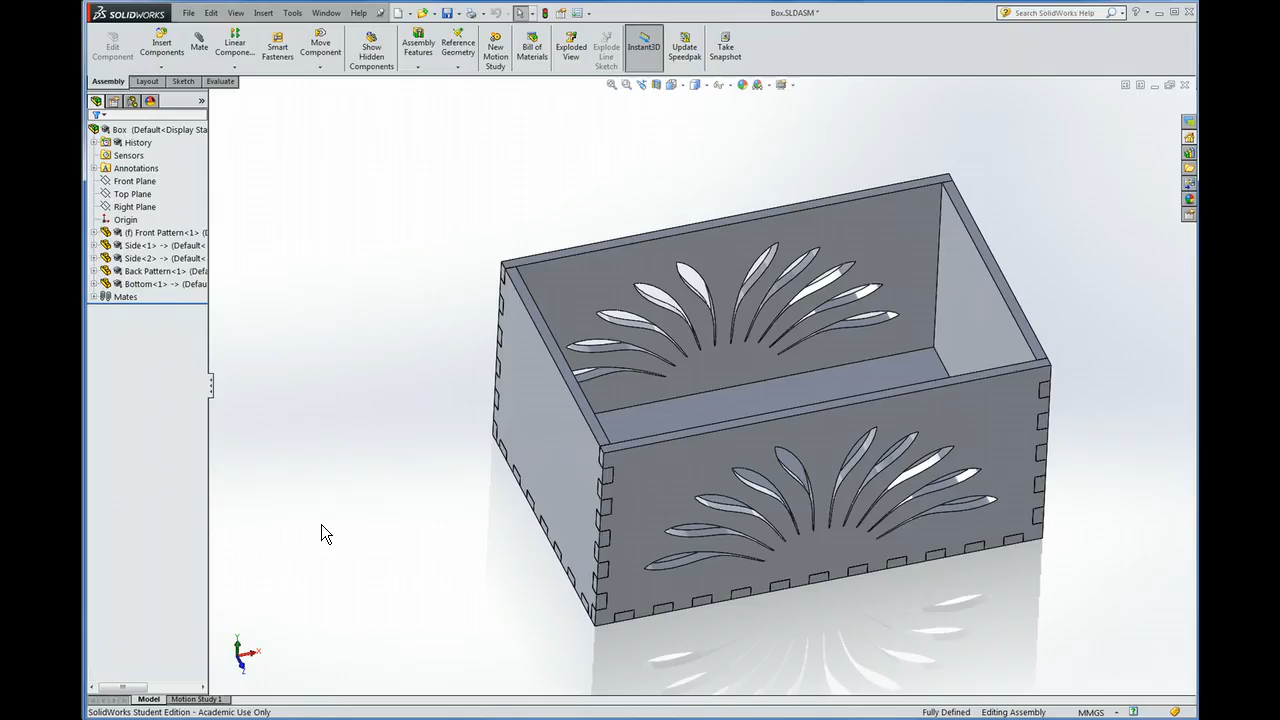 SOLIDWORKS File Edit View Insert Tools Window Help Box.SLDASM * Search SolidWorks Help
Edit Component
Insert Components
Mate
Linear Compone...
Smart Fasteners
Move Component
Show Hidden Components
Assembly Features
Reference Geometry
New Motion Study
Bill of Materials
Exploded View
Explode Line Sketch
Instant3D
Update Speedpak
Take Snapshot
Assembly Layout Sketch Evaluate
Box (Default<Display Sta
History
Sensors
Annotations
Front Plane
Top Plane
Right Plane
Origin
(f) Front Pattern<1> (D
Side<1> -> (Default<
Side<2> -> (Default<
Back Pattern<1> (Defa
Bottom<1> -> (Defau
Mates
Y
X
Z
Model Motion Study 1
SolidWorks Student Edition - Academic Use Only Fully Defined Editing Assembly MMGS